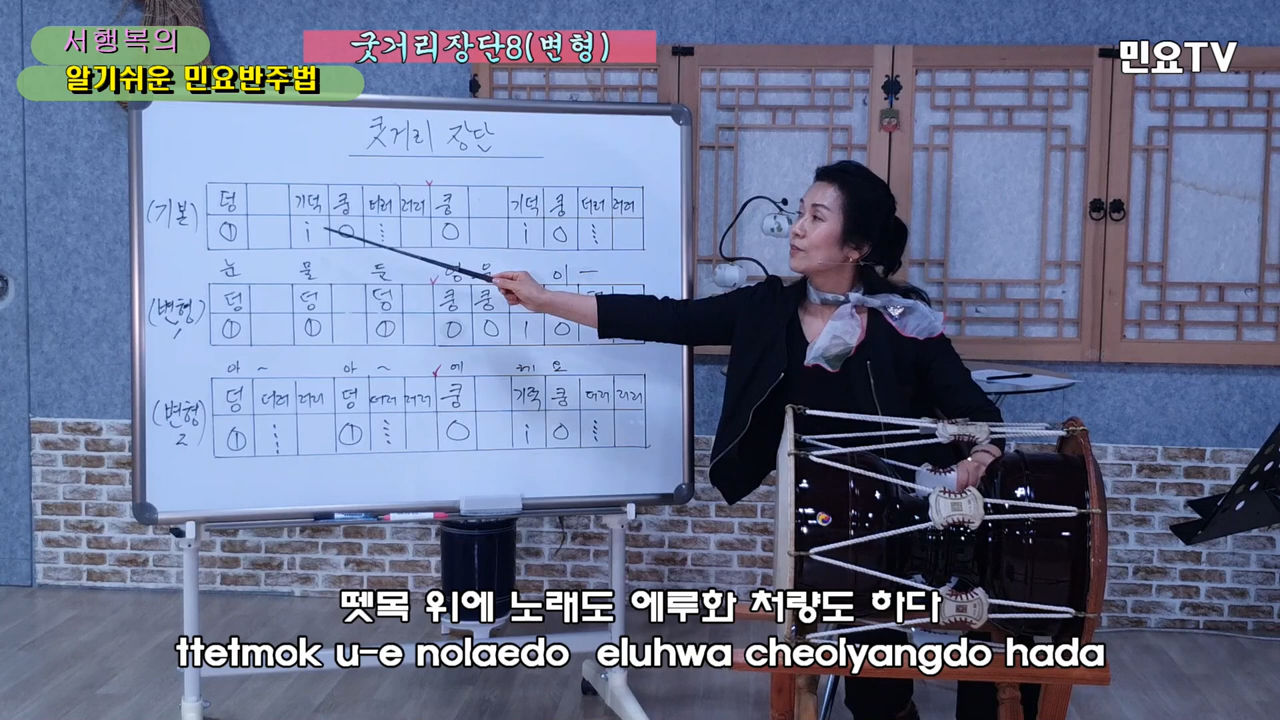 서행복의
알기쉬운 민요반주법
굿거리장단8(변형)
민요TV
굿거리 장단
(기본) 덩 기덕 쿵 더러 러러 쿵 기덕 쿵 더러 러러
눈 물 든 이 ㅡ
(변형) 1 덩 덩 덩 쿵 쿵
아 ~ 아 ~ 에 헤 요
(변형) 2 덩 더러 러러 덩 더러 러러 쿵 기덕 쿵 더러 러러
뗏목 위에 노래도 에루화 처량도 하다
ttetmok u-e nolaedo eluhwa cheolyangdo hada